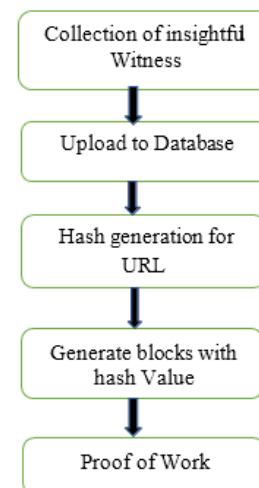 Collection of insightful
Witness
Upload to Database
Hash generation for
URL
Generate blocks with
hash Value
Proof of Work